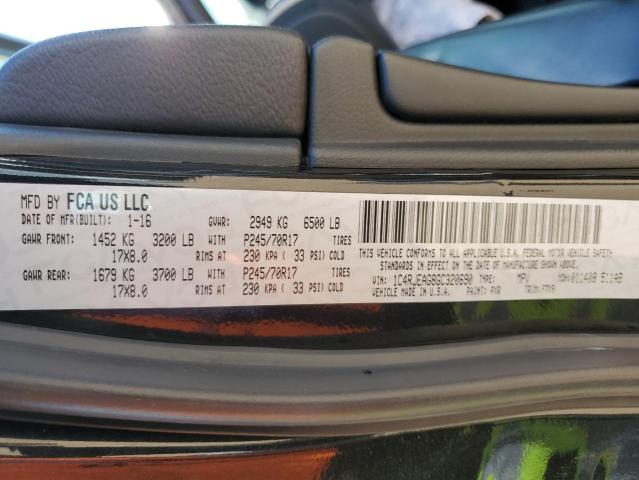 MFD BY FCA US LLC
DATE OF MFR(BUILT): 1-16 GVWR: 2949 KG 6500 LB
GAWR FRONT: 1452 KG 3200 LB WITH P245/70R17 TIRES
17X8.0 RIMS AT 230 KPA ( 33 PSI) COLD
GAWR REAR: 1679 KG 3700 LB WITH P245/70R17 TIRES
17X8.0 RIMS AT 230 KPA ( 33 PSI) COLD
THIS VEHICLE CONFORMS TO ALL APPLICABLE U.S.A. FEDERAL MOTOR VEHICLE SAFETY
STANDARDS IN EFFECT ON THE DATE OF MANUFACTURE SHOWN ABOVE.
VIN: 1C4RJEAG8GC320690 TYPE: MPV MDH:
VEHICLE MADE IN U.S.A. PAINT: PXR TRIM: